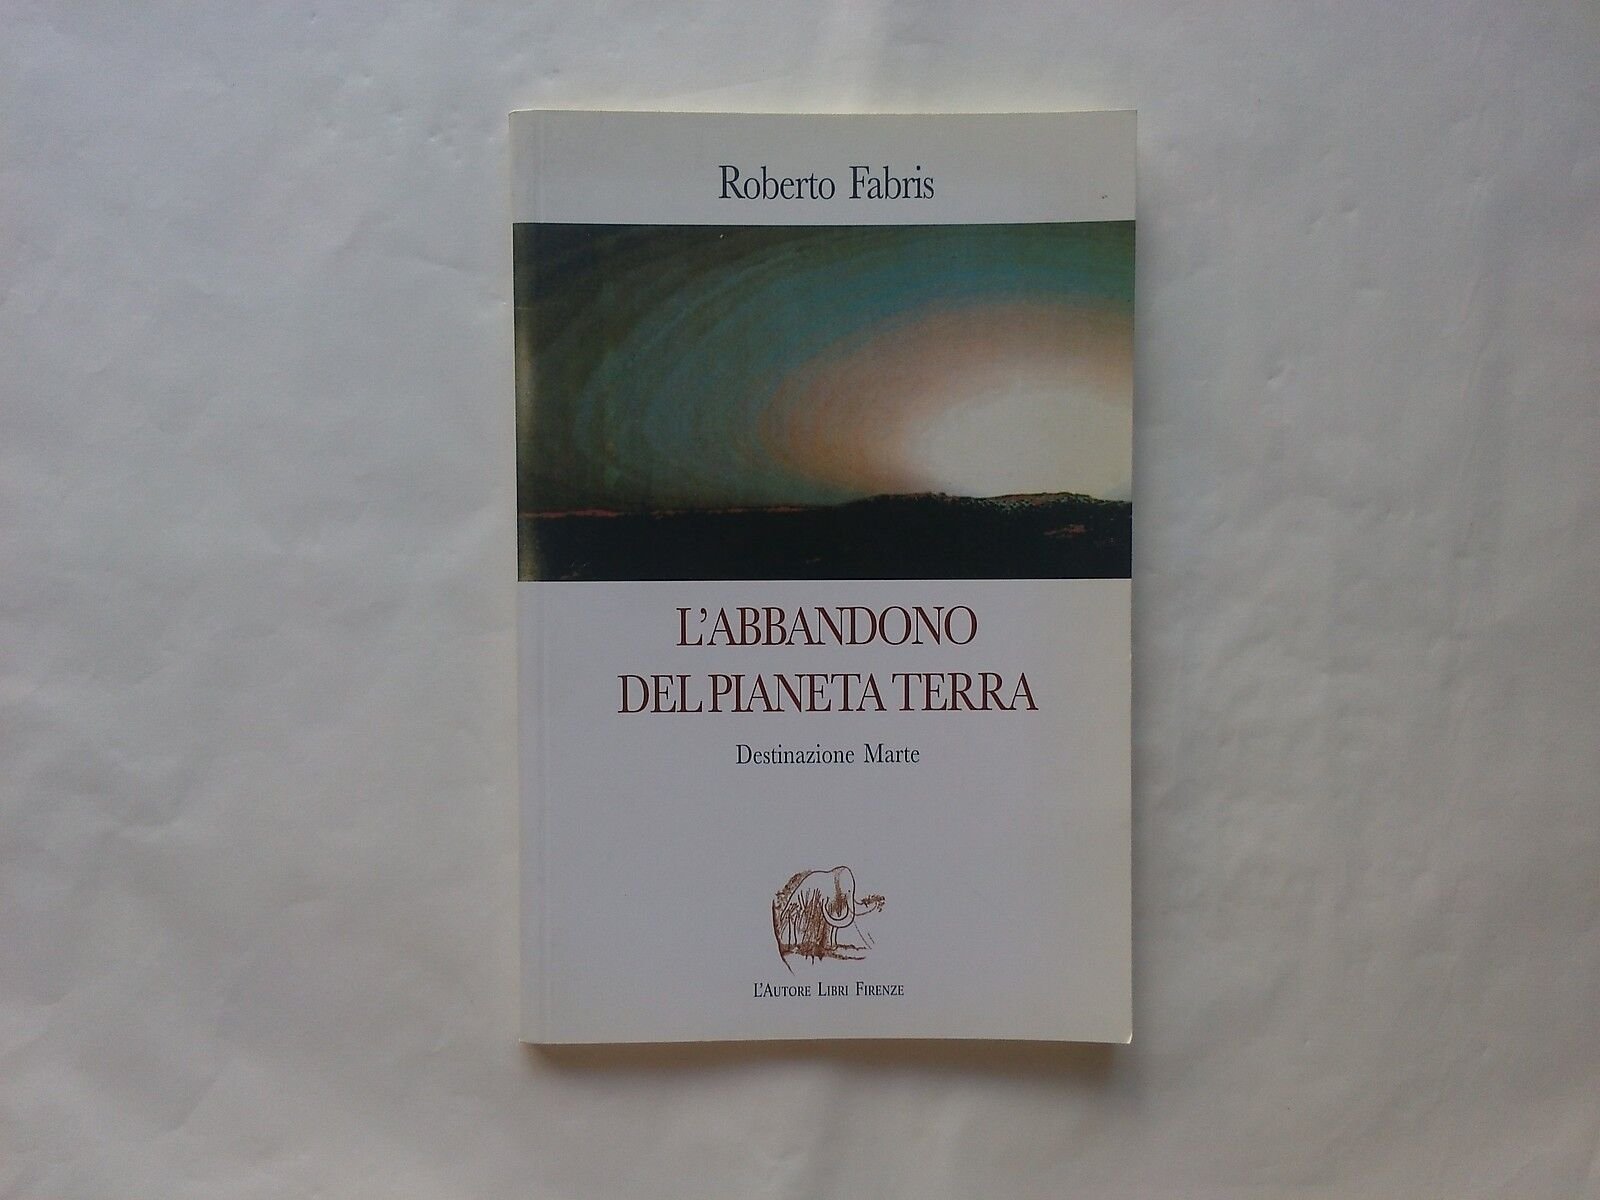 Roberto Fabris
L'ABBANDONO
DEL PIANETA TERRA
Destinazione Marte
L'AUTORE LIBRI FIRENZE